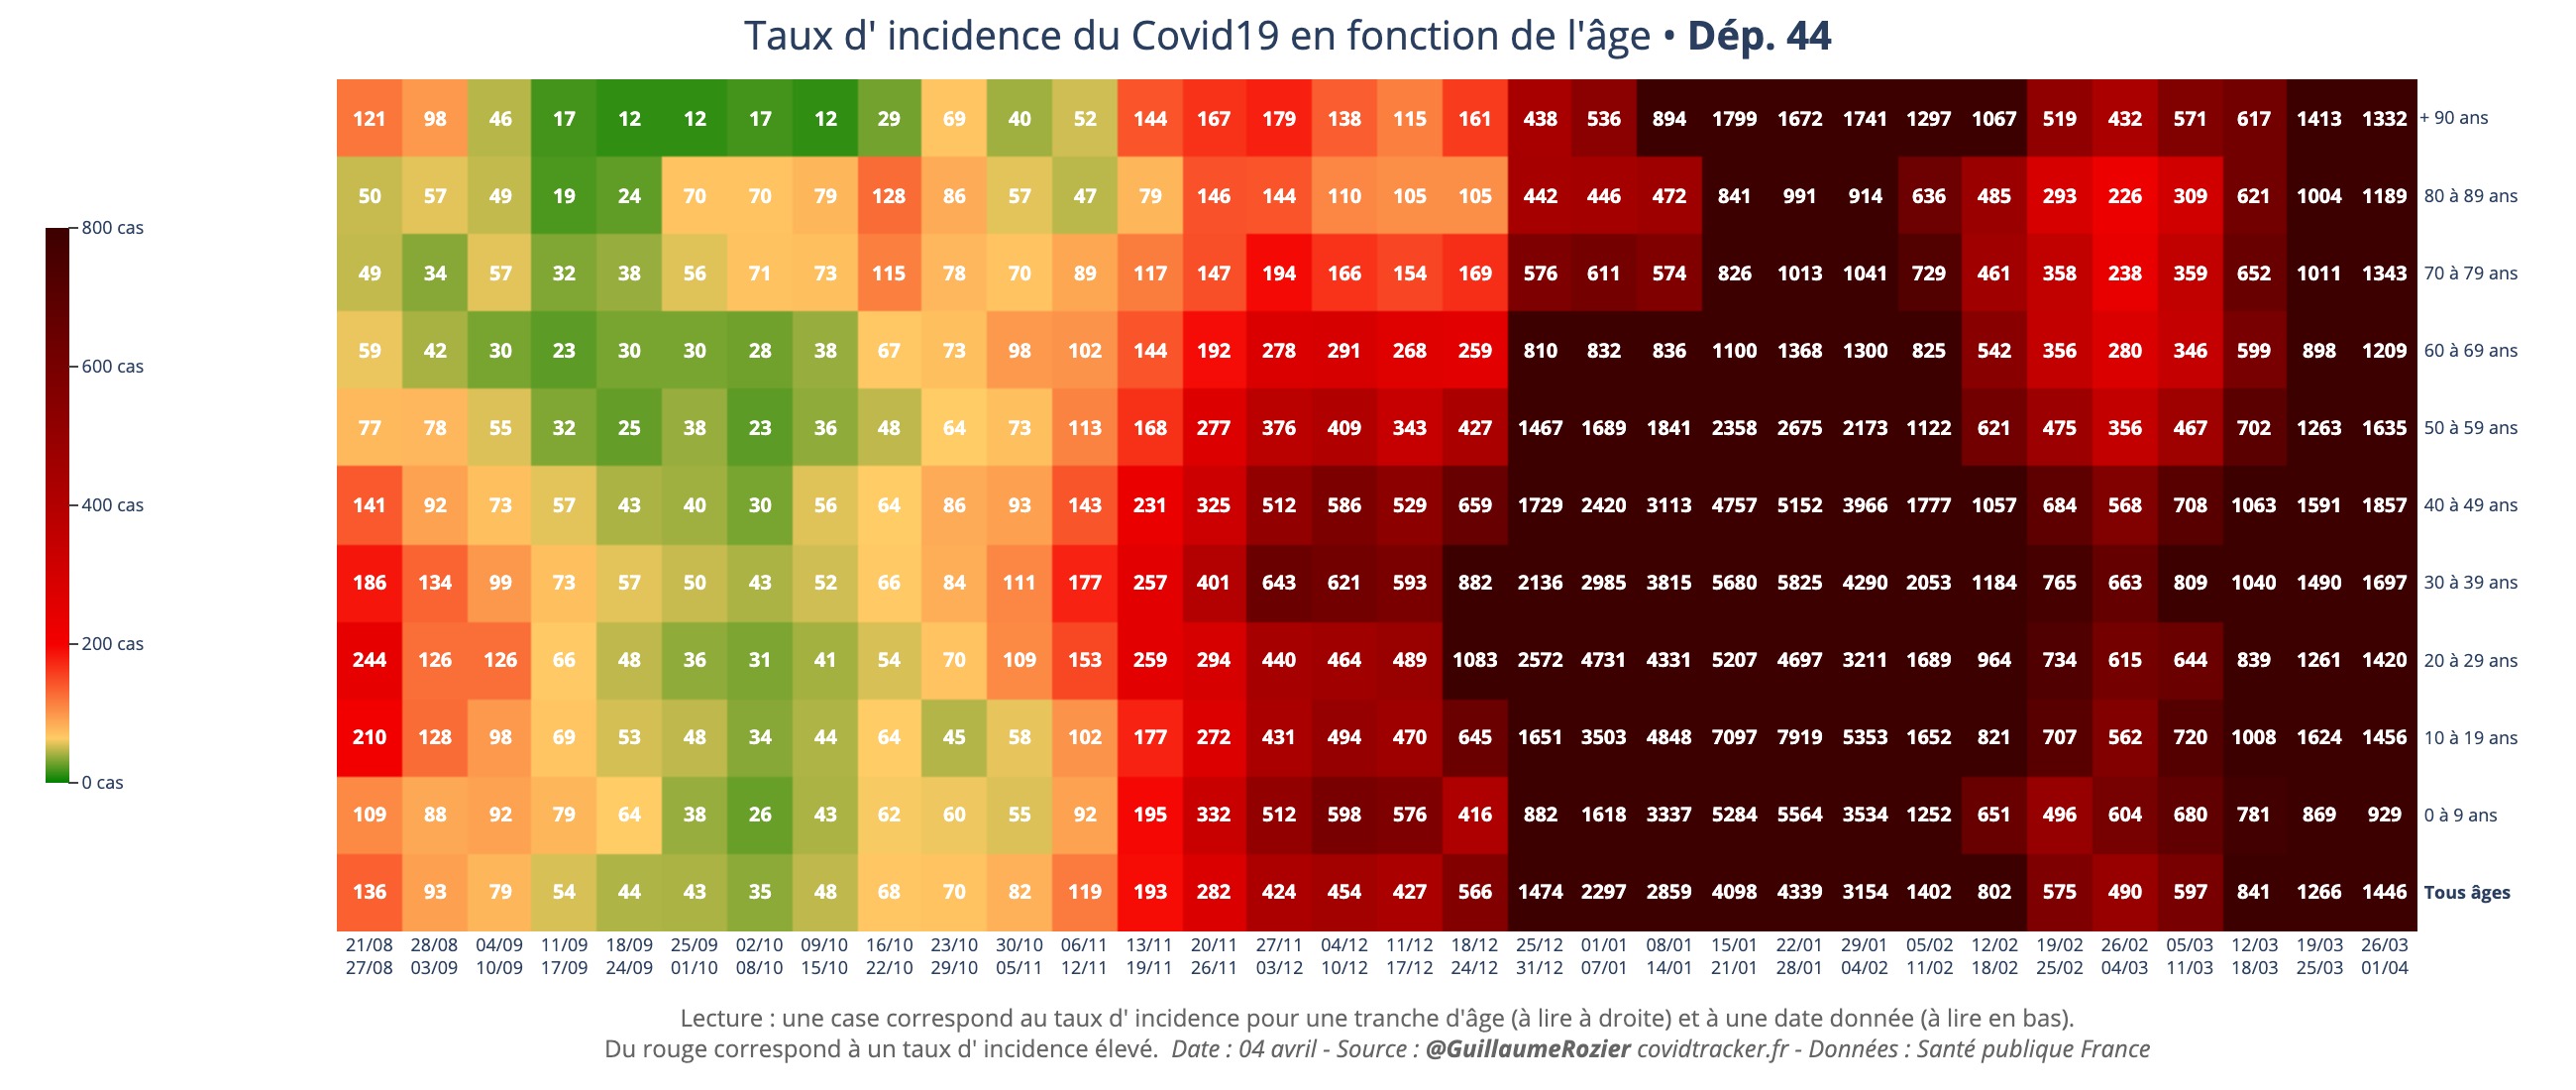 Taux d' incidence du Covid19 en fonction de l'âge • Dép. 44
800 cas
600 cas
400 cas
200 cas
0 cas
121 98 46 17 12 12 17 12 29 69 40 52 144 167 179 138 115 161 438 536 894 1799 1672 1741 1297 1067 519 432 571 617 1413 1332 + 90 ans
50 57 49 19 24 70 70 79 128 86 57 47 79 146 144 110 105 105 442 446 472 841 991 914 636 485 293 226 309 621 1004 1189 80 à 89 ans
49 34 57 32 38 56 71 73 115 78 70 89 117 147 194 166 154 169 576 611 574 826 1013 1041 729 461 358 238 359 652 1011 1343 70 à 79 ans
59 42 30 23 30 30 28 38 67 73 98 102 144 192 278 291 268 259 810 832 836 1100 1368 1300 825 542 356 280 346 599 898 1209 60 à 69 ans
77 78 55 32 25 38 23 36 48 64 73 113 168 277 376 409 343 427 1467 1689 1841 2358 2675 2173 1122 621 475 356 467 702 1263 1635 50 à 59 ans
141 92 73 57 43 40 30 56 64 86 93 143 231 325 512 586 529 659 1729 2420 3113 4757 5152 3966 1777 1057 684 568 708 1063 1591 1857 40 à 49 ans
186 134 99 73 57 50 43 52 66 84 111 177 257 401 643 621 593 882 2136 2985 3815 5680 5825 4290 2053 1184 765 663 809 1040 1490 1697 30 à 39 ans
244 126 126 66 48 36 31 41 54 70 109 153 259 294 440 464 489 1083 2572 4731 4331 5207 4697 3211 1689 964 734 615 644 839 1261 1420 20 à 29 ans
210 128 98 69 53 48 34 44 64 45 58 102 177 272 431 494 470 645 1651 3503 4848 7097 7919 5353 1652 821 707 562 720 1008 1624 1456 10 à 19 ans
109 88 92 79 64 38 26 43 62 60 55 92 195 332 512 598 576 416 882 1618 3337 5284 5564 3534 1252 651 496 604 680 781 869 929 0 à 9 ans
136 93 79 54 44 43 35 48 68 70 82 119 193 282 424 454 427 566 1474 2297 2859 4098 4339 3154 1402 802 575 490 597 841 1266 1446 Tous âges
21/08 28/08 04/09 11/09 18/09 25/09 02/10 09/10 16/10 23/10 30/10 06/11 13/11 20/11 27/11 04/12 11/12 18/12 25/12 01/01 08/01 15/01 22/01 29/01 05/02 12/02 19/02 26/02 05/03 12/03 19/03 26/03
27/08 03/09 10/09 17/09 24/09 01/10 08/10 15/10 22/10 29/10 05/11 12/11 19/11 26/11 03/12 10/12 17/12 24/12 31/12 07/01 14/01 21/01 28/01 04/02 11/02 18/02 25/02 04/03 11/03 18/03 25/03 01/04
Lecture : une case correspond au taux d' incidence pour une tranche d'âge (à lire à droite) et à une date donnée (à lire en bas).
Du rouge correspond à un taux d' incidence élevé. Date : 04 avril - Source : @GuillaumeRozier covidtracker.fr - Données : Santé publique France